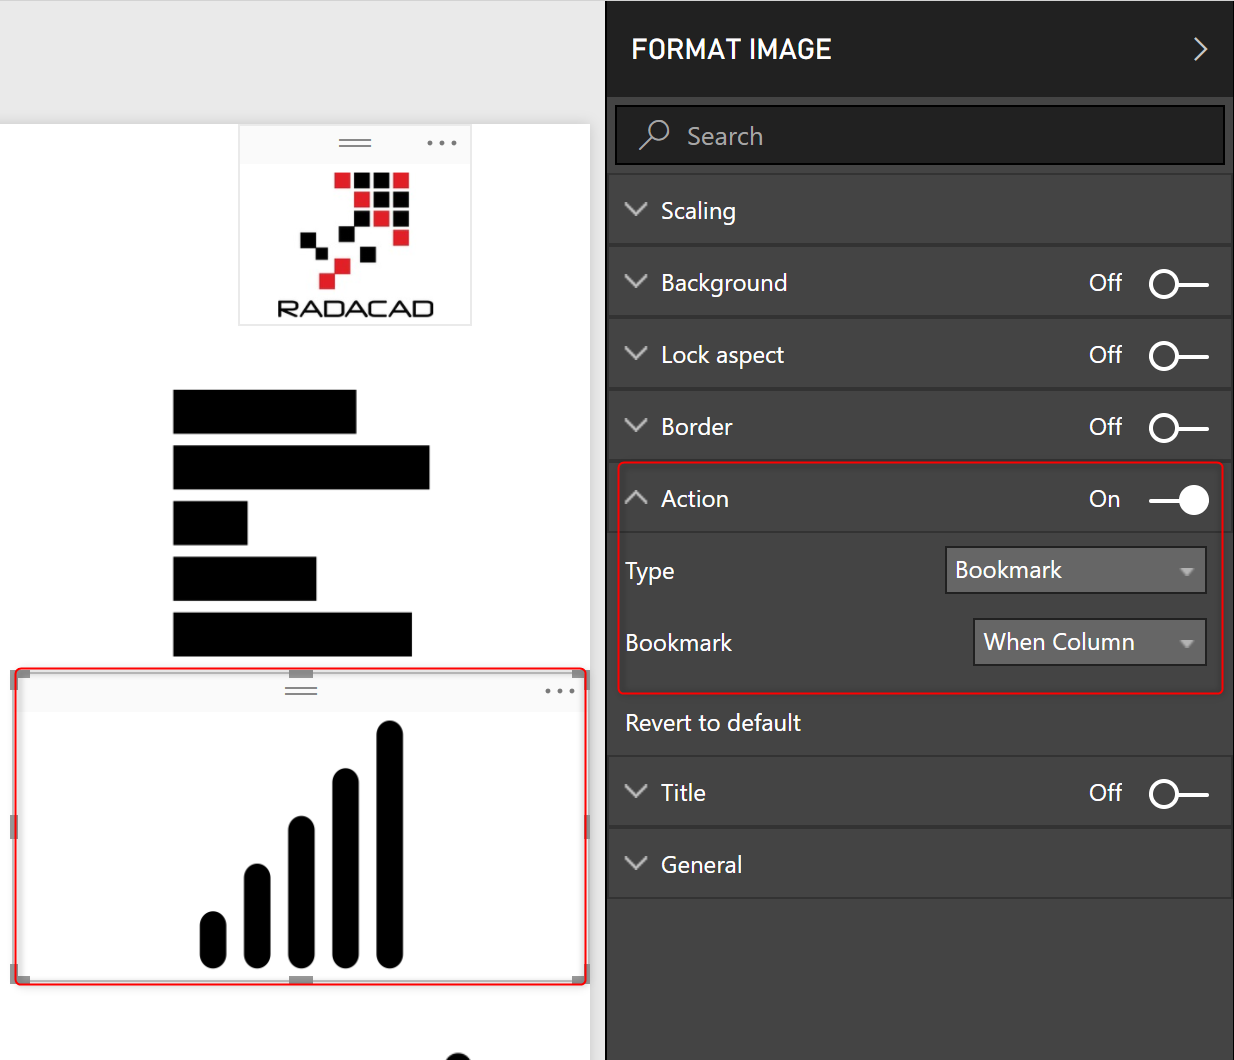 RADACAD
FORMAT IMAGE
Search
Scaling
Background Off
Lock aspect Off
Border Off
Action On
Type Bookmark
Bookmark When Column
Revert to default
Title Off
General